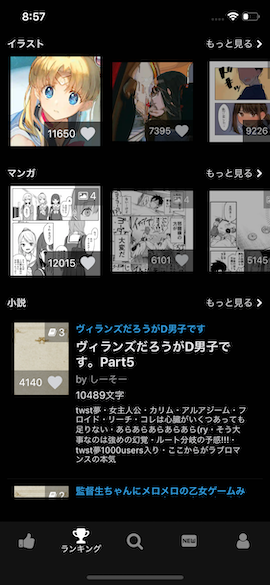 8:57
イラスト
もっと見る
11650
7395
9226
マンガ
もっと見る
4
12015
6101
5145
小説
もっと見る
3
4140
ヴィランズだろうがD男子です
ヴィランズだろうがD男子で
す。Part5
by しーそー
10489文字
twst夢・女主人公・カリム・アルアジーム・フ
ロイド・リーチ・コレは心臓がいくつあっても
足りない・あらあらあらあらあら(ry・そう大
事なのは強めの幻覚・ルート分岐の予感!!!・
twst夢1000users入り・ここからがラブロマ
ンスの本気
2
監督生ちゃんにメロメロの乙女ゲームみ
ランキング
NEW